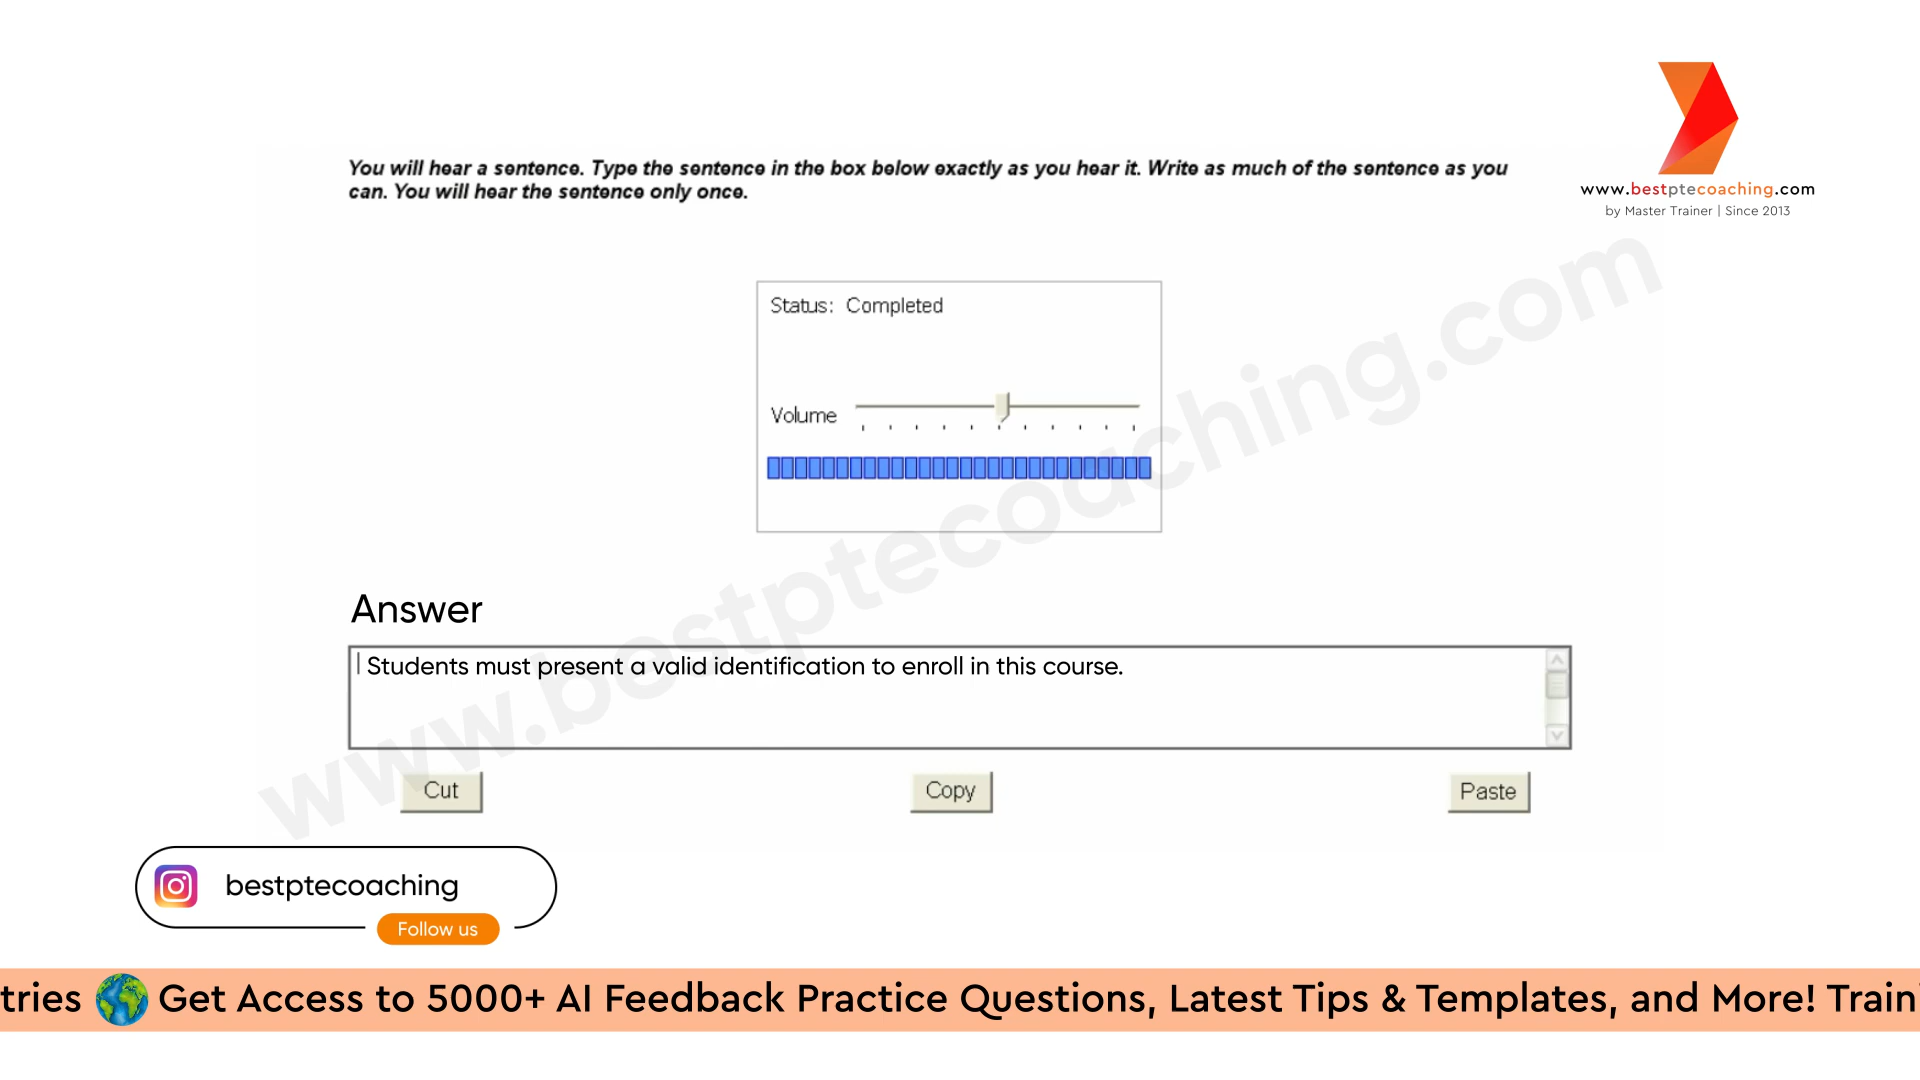 You will hear a sentence. Type the sentence in the box below exactly as you hear it. Write as much of the sentence as you
can. You will hear the sentence only once.
www.bestptecoaching.com
by Master Trainer | Since 2013
Status: Completed
Volume
www.bestptecoaching.com
Answer
Students must present a valid identification to enroll in this course.
Cut
Copy
Paste
bestptecoaching
Follow us
tries 🌍 Get Access to 5000+ AI Feedback Practice Questions, Latest Tips & Templates, and More! Train